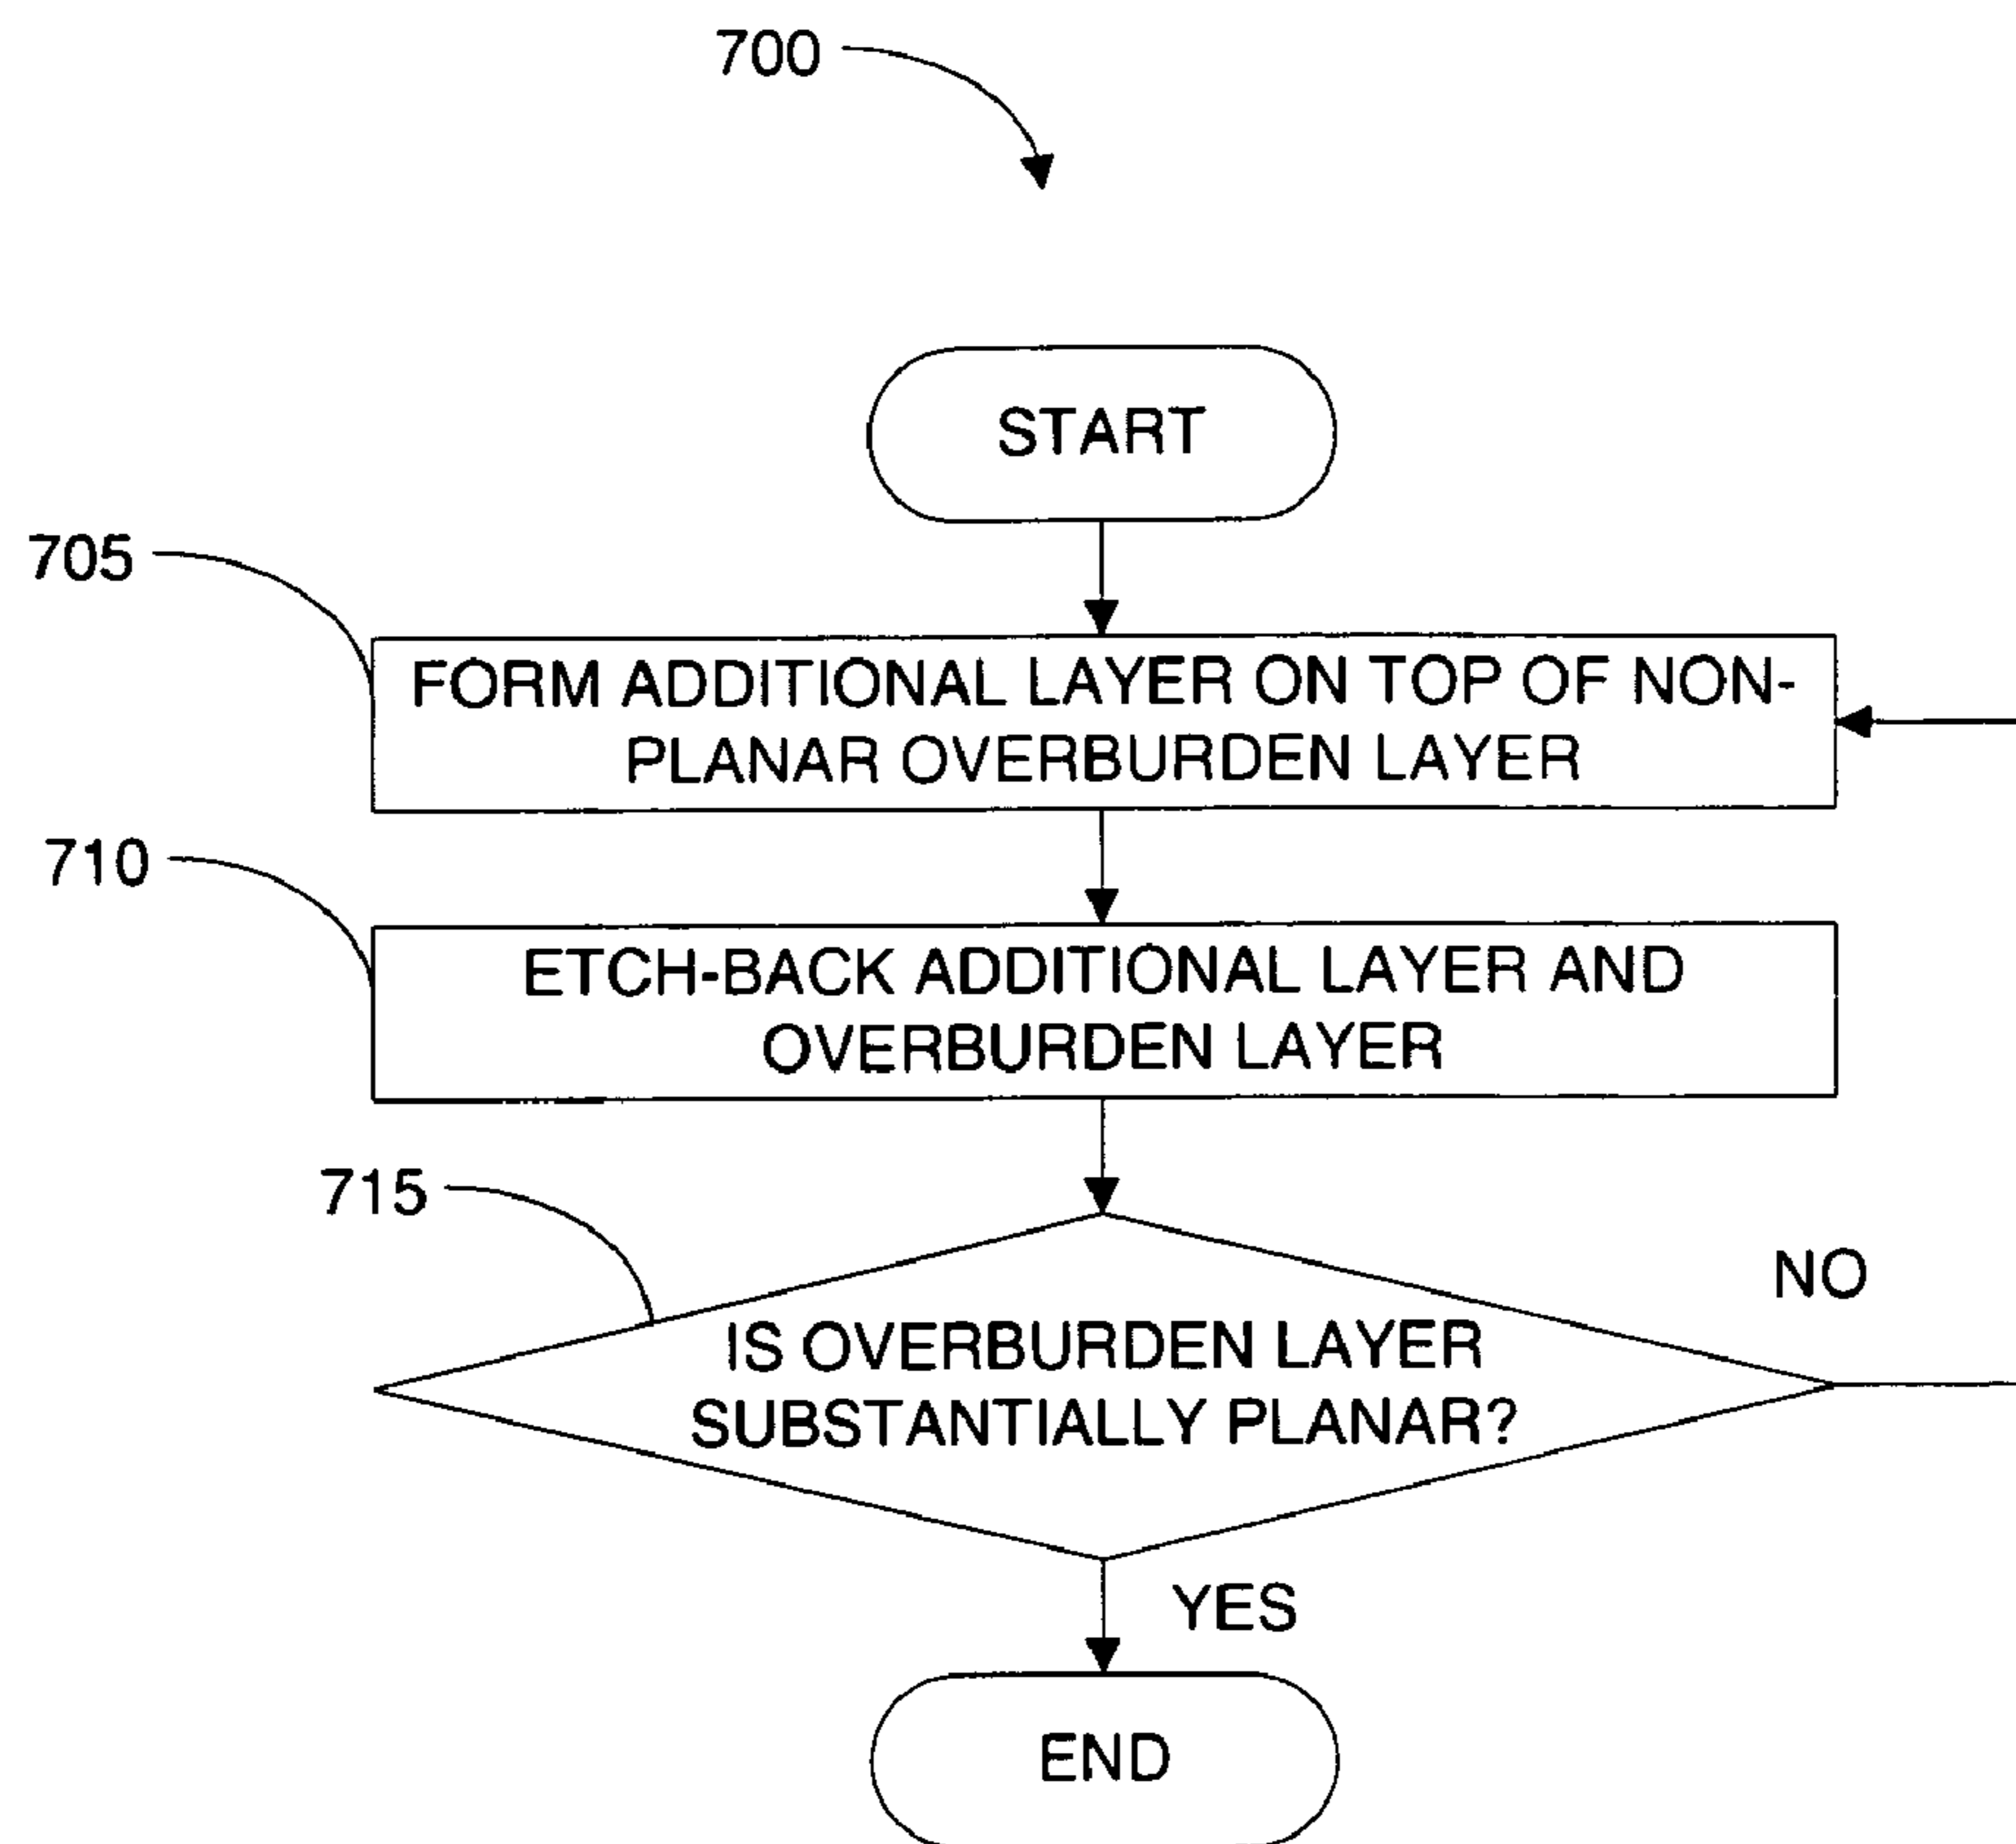 700
START
705
FORM ADDITIONAL LAYER ON TOP OF NON-
PLANAR OVERBURDEN LAYER
710
ETCH-BACK ADDITIONAL LAYER AND
OVERBURDEN LAYER
715
NO
IS OVERBURDEN LAYER
SUBSTANTIALLY PLANAR?
YES
END